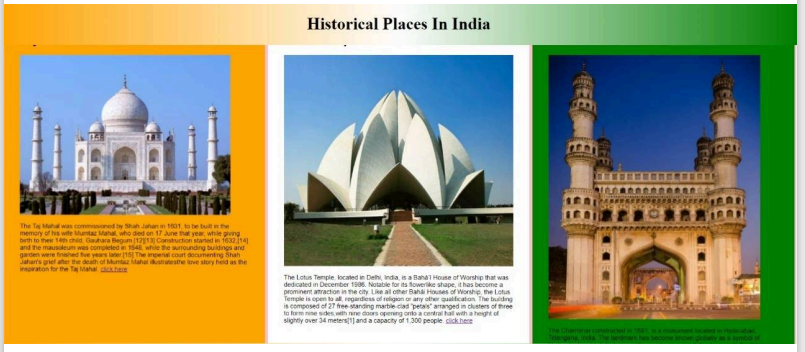 Historical Places In India
The Taj Mahal was commissioned by Shah Jahan in 1631, to be built in the
memory of his wife Mumtaz Mahal, who died on 17 June that year, while giving
birth to their 14th child, Gauhara Begum.[12][13] Construction started in 1632,[14]
and the mausoleum was completed in 1648, while the surrounding buildings and
garden were finished five years later.[15] The imperial court documenting Shah
Jahan's grief after the death of Mumtaz Mahal illustratesthe love story held as the
inspiration for the Taj Mahal. click here
The Lotus Temple, located in Delhi, India, is a Bahá'í House of Worship that was
dedicated in December 1986. Notable for its flowerlike shape, it has become a
prominent attraction in the city. Like all other Bahá'í Houses of Worship, the Lotus
Temple is open to all, regardless of religion or any other qualification. The building
is composed of 27 free-standing marble-clad "petals" arranged in clusters of three
to form nine sides,with nine doors opening onto a central hall with a height of
slightly over 34 meters[1] and a capacity of 1,300 people. click here
The Charminar constructed in 1591, is a monument located in Hyderabad,
Telangana, India. The landmark has become known globally as a symbol of